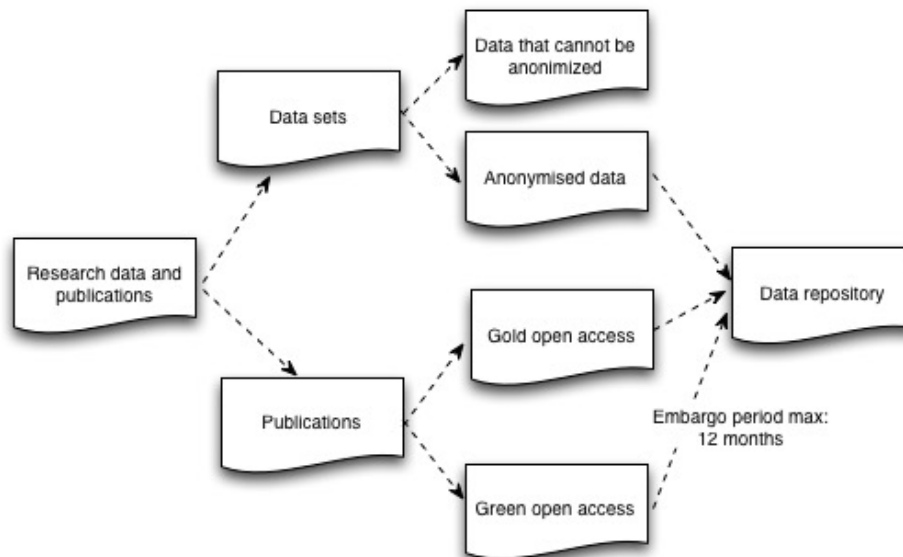 Data that cannot be
anonimized
Data sets
Anonymised data
Research data and
publications
Data repository
Gold open access
Publications
Embargo period max:
12 months
Green open access